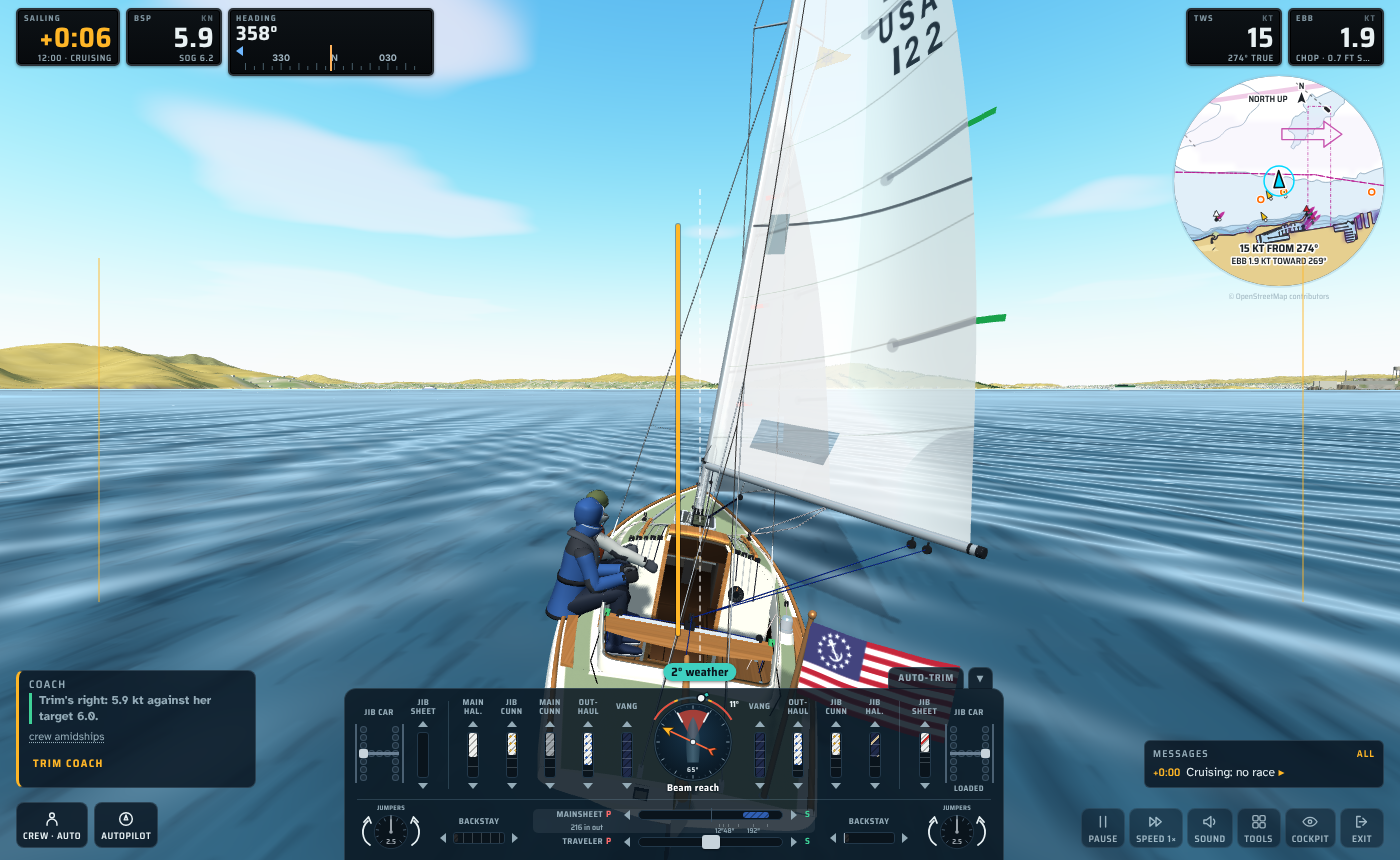 SAILING
+0:06
12:00 · CRUISING
BSP KN
5.9
SOG 6.2
HEADING
358°
330 N 030
TWS KT
15
274° TRUE
EBB KT
1.9
CHOP · 0.7 FT S...
USA
122
N
NORTH UP
15 KT FROM 274°
EBB 1.9 KT TOWARD 269°
© OpenStreetMap contributors
COACH
Trim's right: 5.9 kt against her
target 6.0.
crew amidships
TRIM COACH
CREW · AUTO
AUTOPILOT
2° weather
AUTO-TRIM
▼
JIB CAR
JIB SHEET
MAIN HAL.
JIB CUNN
MAIN CUNN
OUT-HAUL
VANG
11°
65°
Beam reach
VANG
OUT-HAUL
JIB CUNN
JIB HAL.
JIB SHEET
JIB CAR
LOADED
JUMPERS
2.5
BACKSTAY
MAINSHEET P S
216 in out
12°48° 192°
TRAVELER P S
BACKSTAY
JUMPERS
2.5
MESSAGES ALL
+0:00 Cruising: no race ▸
PAUSE
SPEED 1×
SOUND
TOOLS
COCKPIT
EXIT